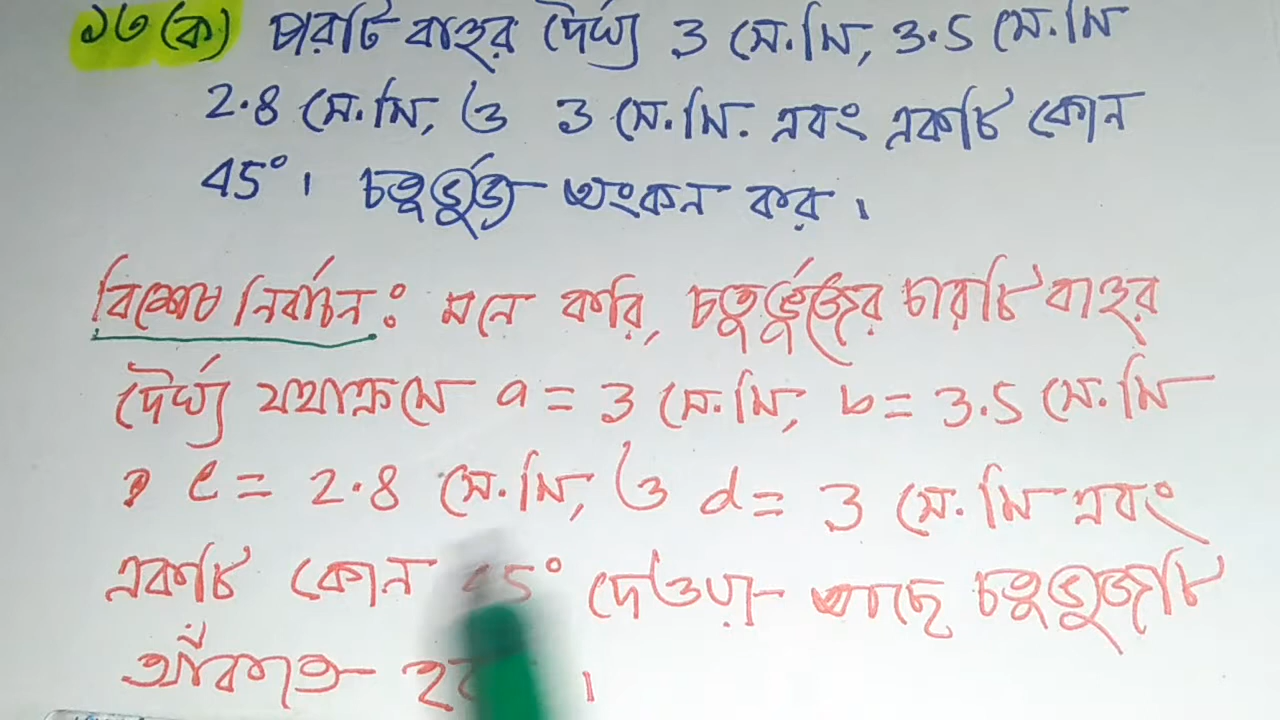 ১৩ (ক) চারটি বাহুর দৈর্ঘ্য 3 সে.মি, 3.5 সে.মি
2.8 সে.মি, ও 3 সে.মি. এবং একটি কোন
45°। চতুর্ভুজ অংকন কর।
বিশেষ নির্বাচন: মনে করি, চতুর্ভুজের চারটি বাহুর
দৈর্ঘ্য যথাক্রমে a = 3 সে.মি, b = 3.5 সে.মি
, c = 2.8 সে.মি, ও d = 3 সে.মি এবং
একটি কোন 45° দেওয়া আছে চতুভুজটি
আঁকতে